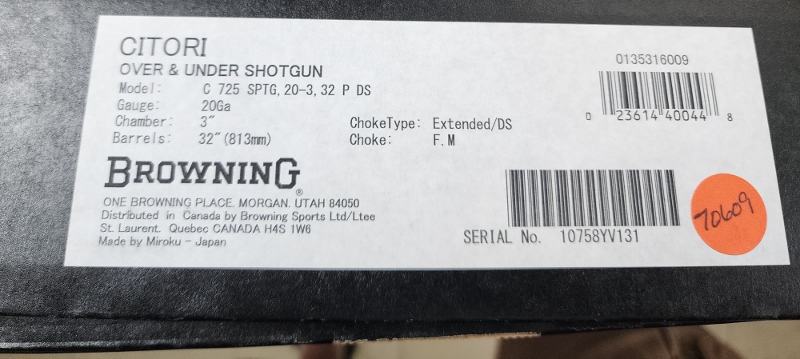 CITORI
OVER & UNDER SHOTGUN
Model: C 725 SPTG, 20-3, 32 P DS
Gauge: 20Ga
Chamber: 3"
Barrels: 32"(813mm)
ChokeType: Extended/DS
Choke: F.M
0135316009
0 23614 40044 8
BROWNING®
ONE BROWNING PLACE. MORGAN. UTAH 84050
Distributed in Canada by Browning Sports Ltd/Ltee
St. Laurent. Quebec CANADA H4S 1W6
Made by Miroku - Japan
SERIAL No. 10758YV131
70609